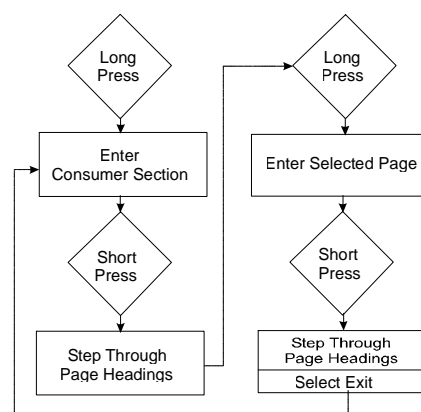 Long
Press
Enter
Consumer Section
Short
Press
Step Through
Page Headings
Long
Press
Enter Selected Page
Short
Press
Step Through
Page Headings
Select Exit